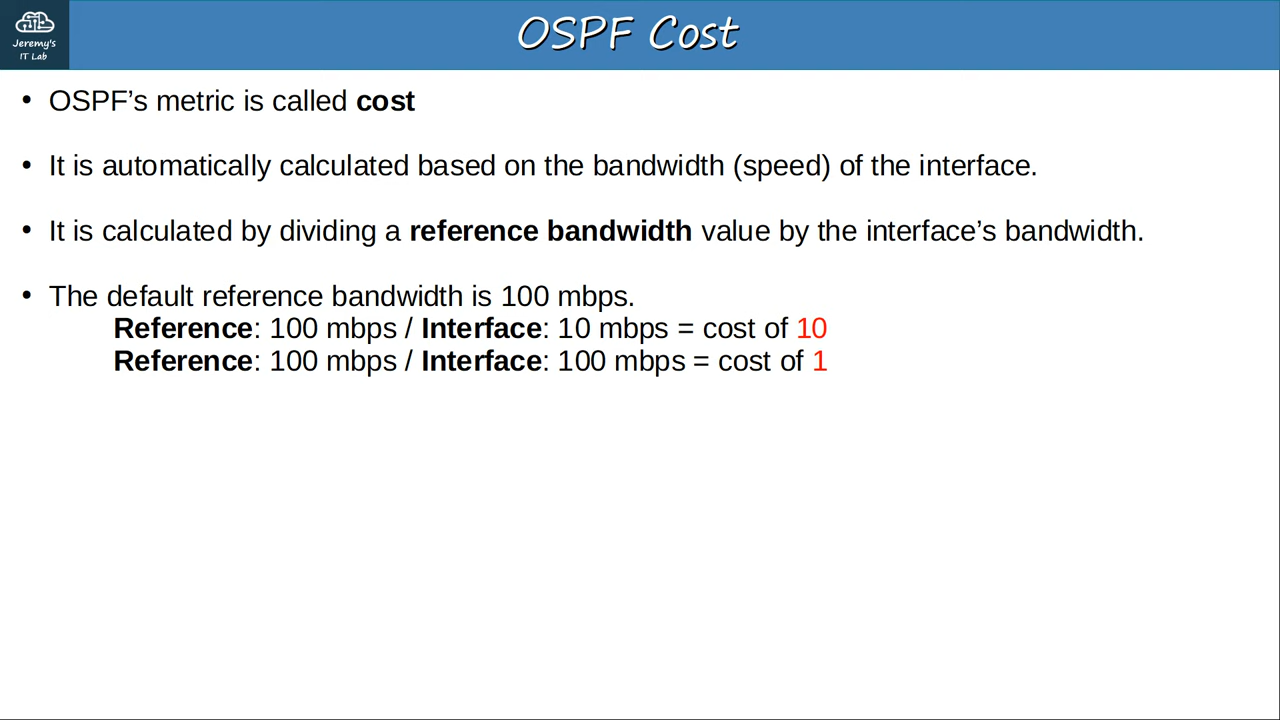 Jeremy's
IT Lab
OSPF Cost
• OSPF’s metric is called cost
• It is automatically calculated based on the bandwidth (speed) of the interface.
• It is calculated by dividing a reference bandwidth value by the interface’s bandwidth.
• The default reference bandwidth is 100 mbps.
Reference: 100 mbps / Interface: 10 mbps = cost of 10
Reference: 100 mbps / Interface: 100 mbps = cost of 1